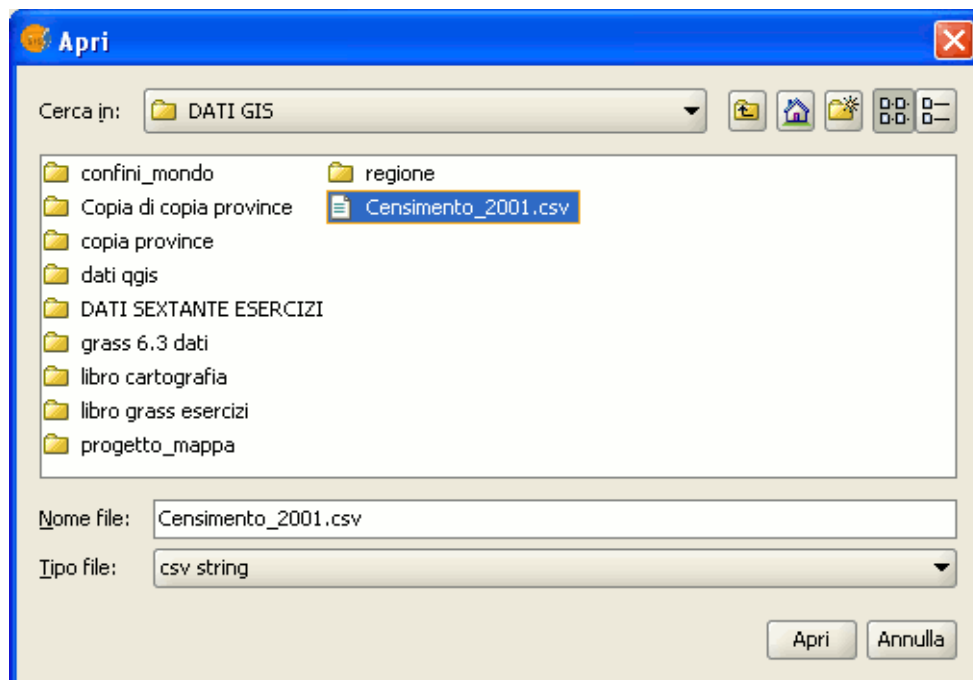 Apri
Cerca in: DATI GIS
confini_mondo
Copia di copia province
copia province
dati qgis
DATI SEXTANTE ESERCIZI
grass 6.3 dati
libro cartografia
libro grass esercizi
progetto_mappa
regione
Censimento_2001.csv
Nome file: Censimento_2001.csv
Tipo file: csv string
Apri Annulla